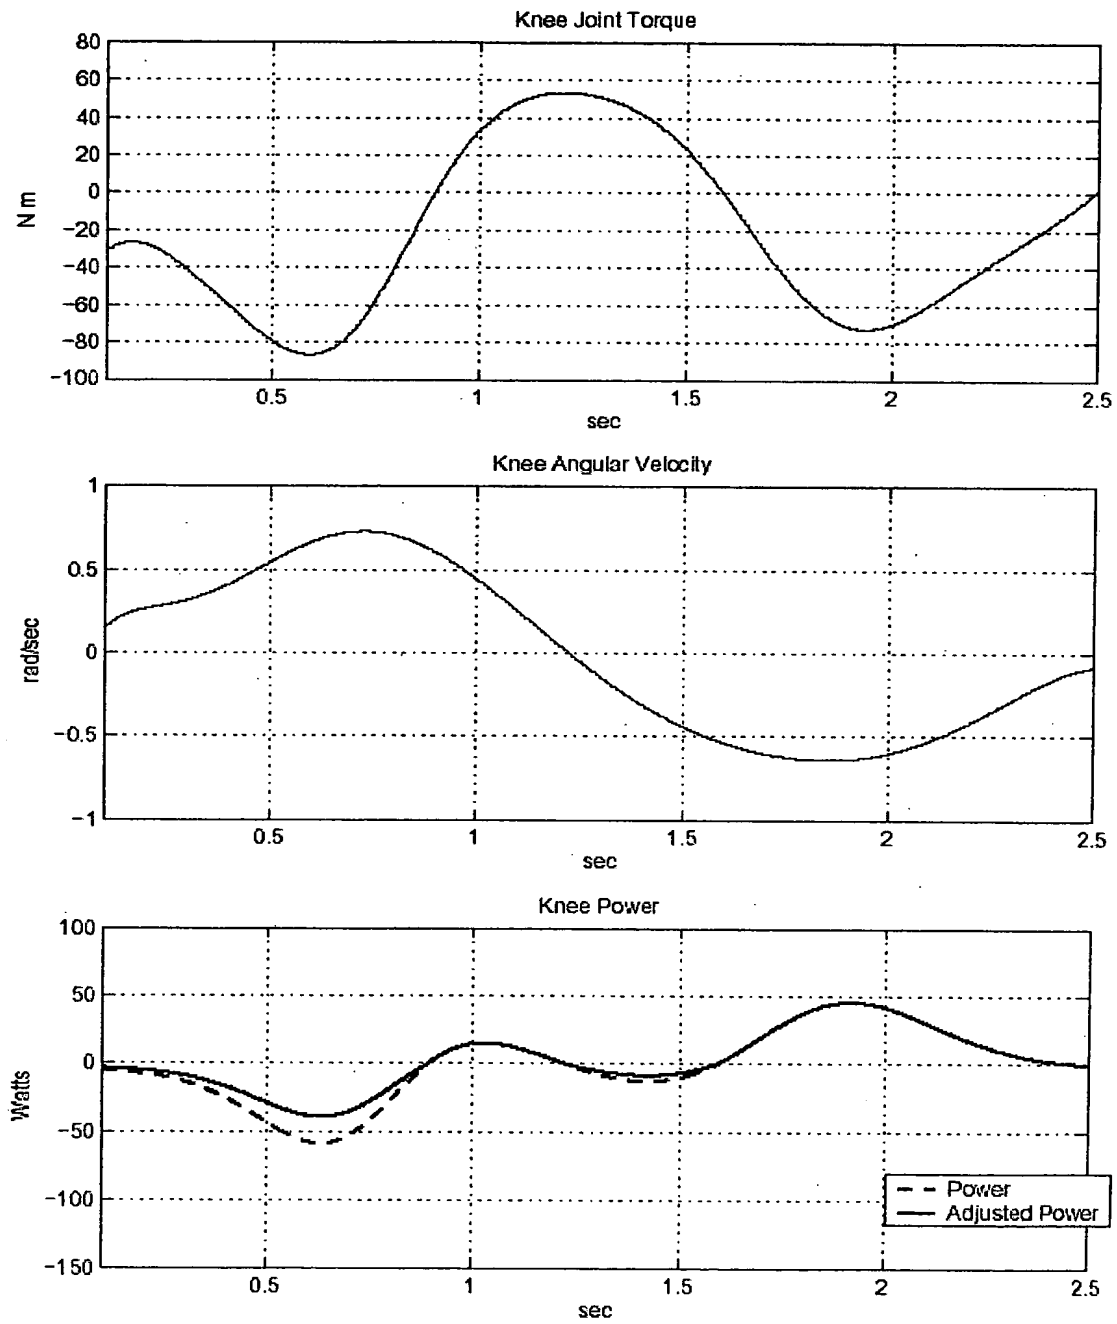 Knee Joint Torque
80
60
40
20
0
−20
−40
−60
−80
−100
N m
0.5 1 1.5 2 2.5
sec
Knee Angular Velocity
1
0.5
0
−0.5
−1
rad/sec
0.5 1 1.5 2 2.5
sec
Knee Power
100
50
0
−50
−100
−150
Watts
Power
Adjusted Power
0.5 1 1.5 2 2.5
sec